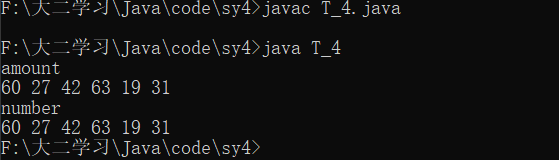 F:\大二学习\Java\code\sy4>javac T_4.java
F:\大二学习\Java\code\sy4>java T_4
amount
60 27 42 63 19 31
number
60 27 42 63 19 31
F:\大二学习\Java\code\sy4>